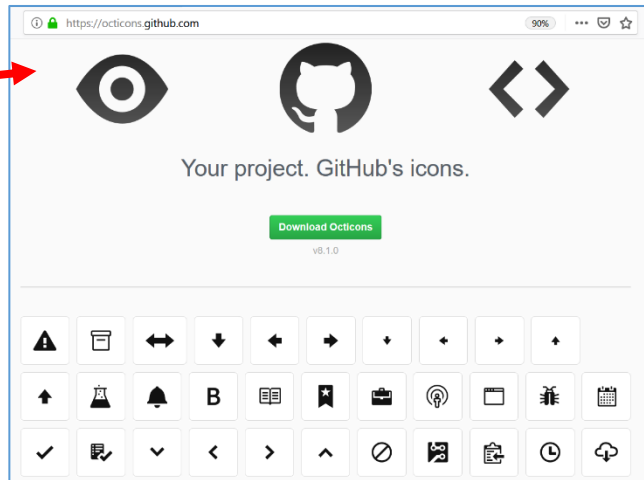 https://octicons.github.com
90%
Your project. GitHub's icons.
Download Octicons
v8.1.0
B